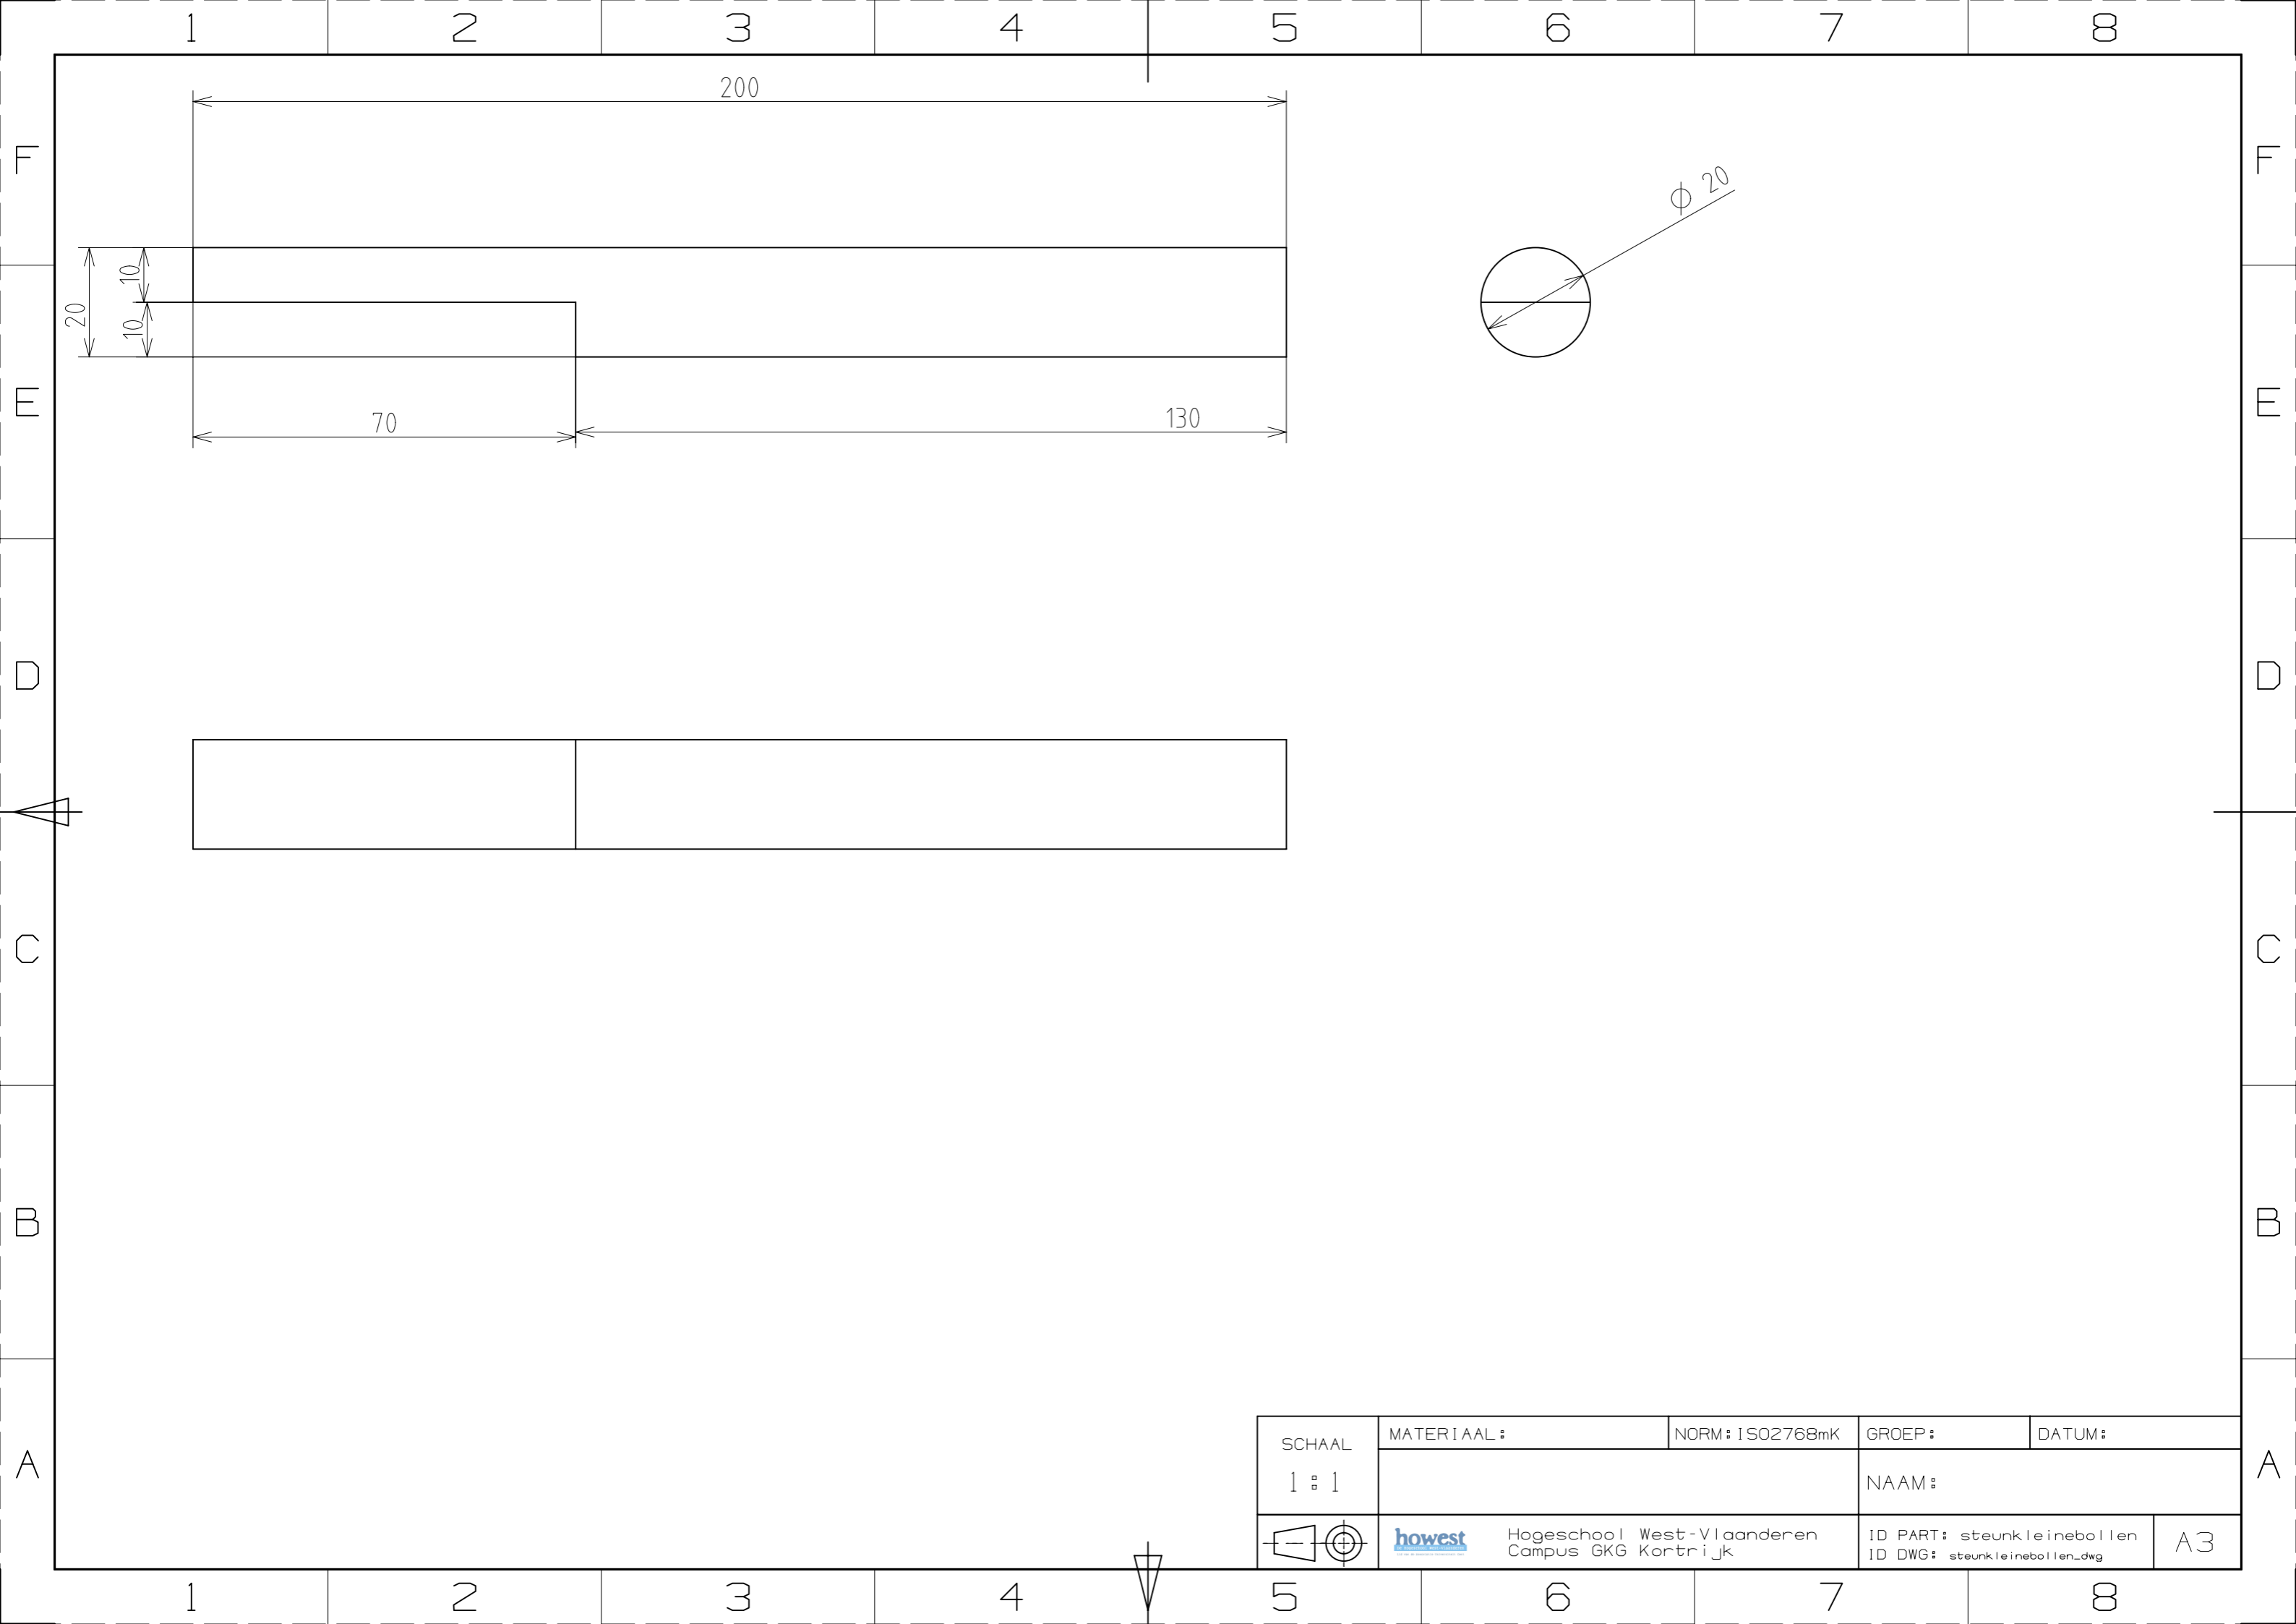 1 2 3 4 5 6 7 8
200
F F
ϕ 20
10
20
10
E E
70
130
D D
C C
B B
A A
SCHAAL
1:1
MATERIAAL:
NORM:ISO2768mK
GROEP:
DATUM:
NAAM:
howest
Hogeschool West-Vlaanderen
Campus GKG Kortrijk
ID PART: steunkleinebollen
ID DWG: steunkleinebollen_dwg
A3
1 2 3 4 5 6 7 8